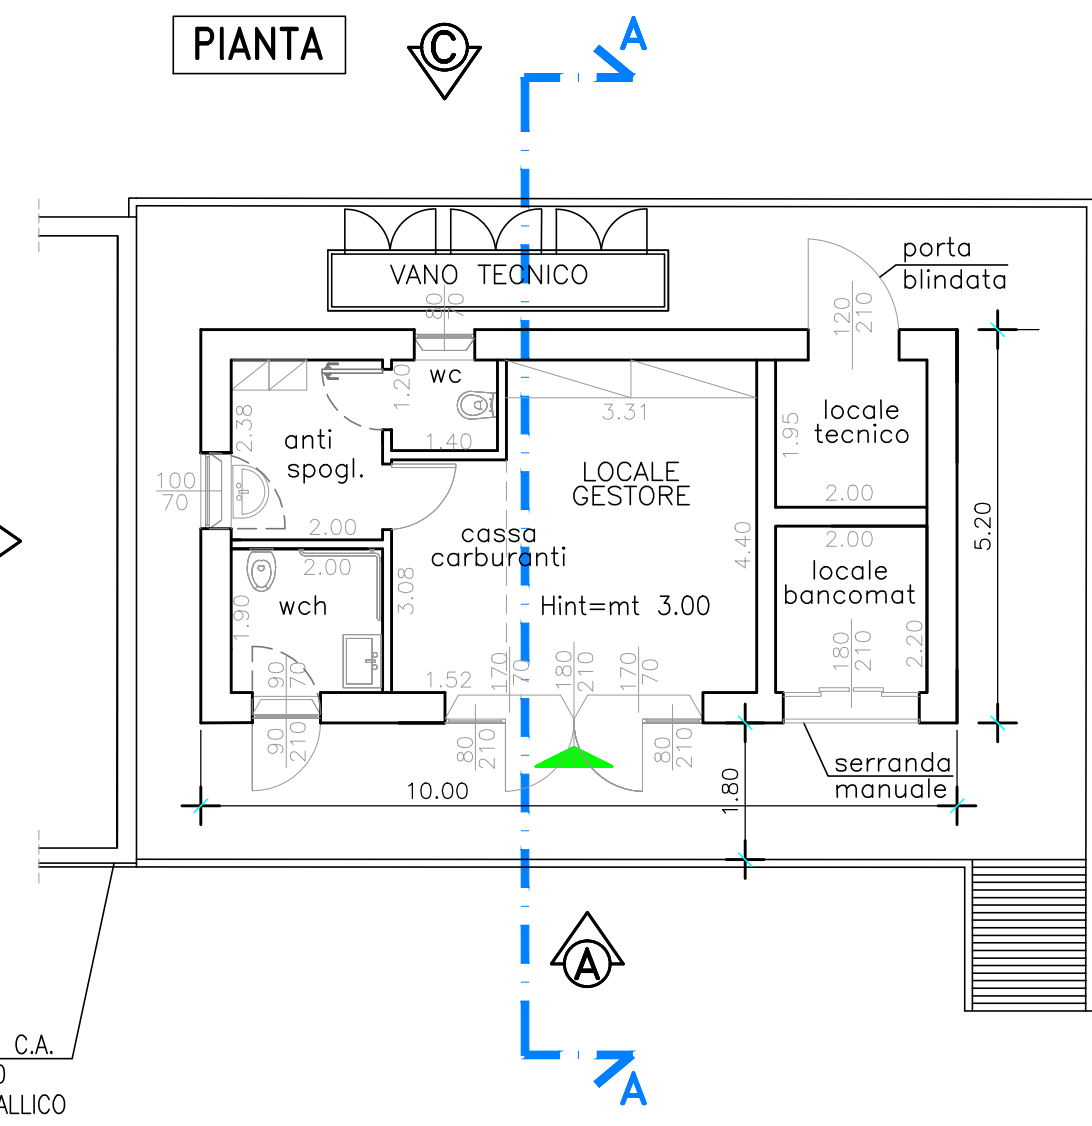 PIANTA
C
A
VANO TECNICO
80
70
porta
blindata
120
210
wc
1.20
1.40
3.31
anti
spogl.
2.38
100
70
2.00
LOCALE
GESTORE
locale
tecnico
1.95
2.00
cassa
carburanti
4.40
5.20
2.00
locale
bancomat
180
210
2.20
Hint=mt 3.00
2.00
wch
1.90
3.08
90
70
1.52
170
70
180
210
170
70
90
210
80
210
80
210
serranda
manuale
10.00
1.80
A
C.A.
ALLICO
A